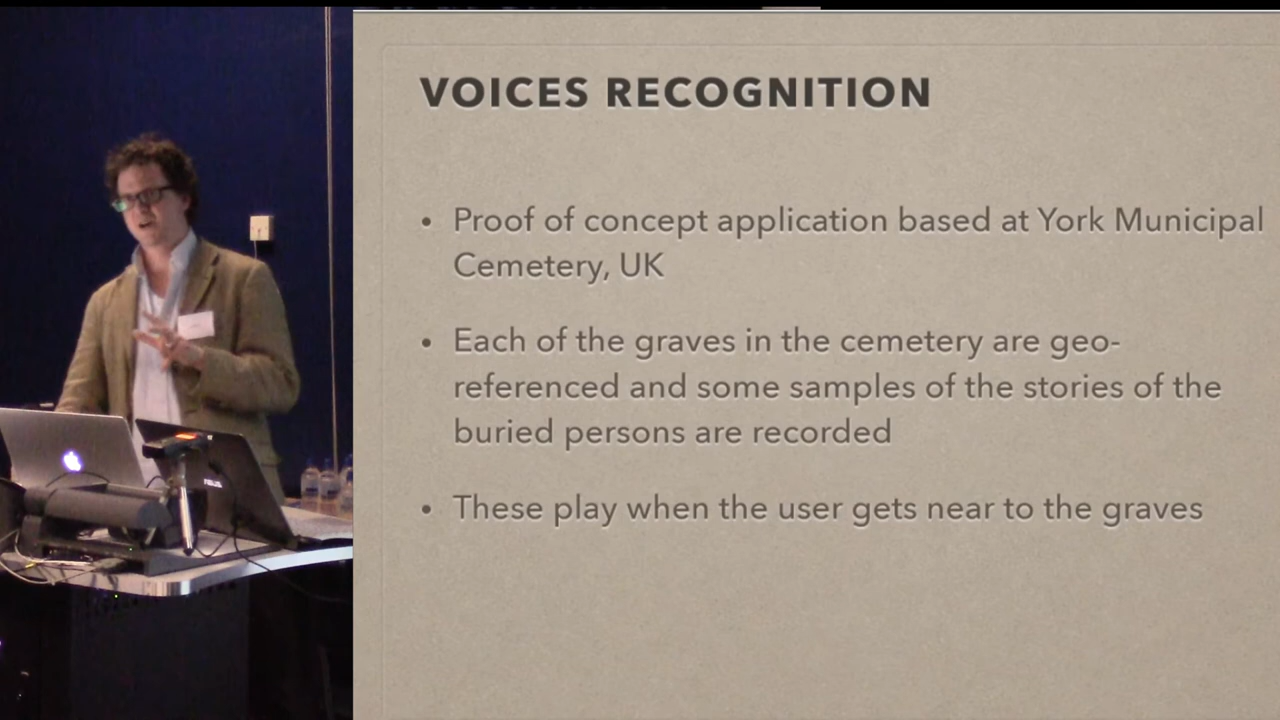 VOICES RECOGNITION
• Proof of concept application based at York Municipal
Cemetery, UK
• Each of the graves in the cemetery are geo-
referenced and some samples of the stories of the
buried persons are recorded
• These play when the user gets near to the graves
ASUS